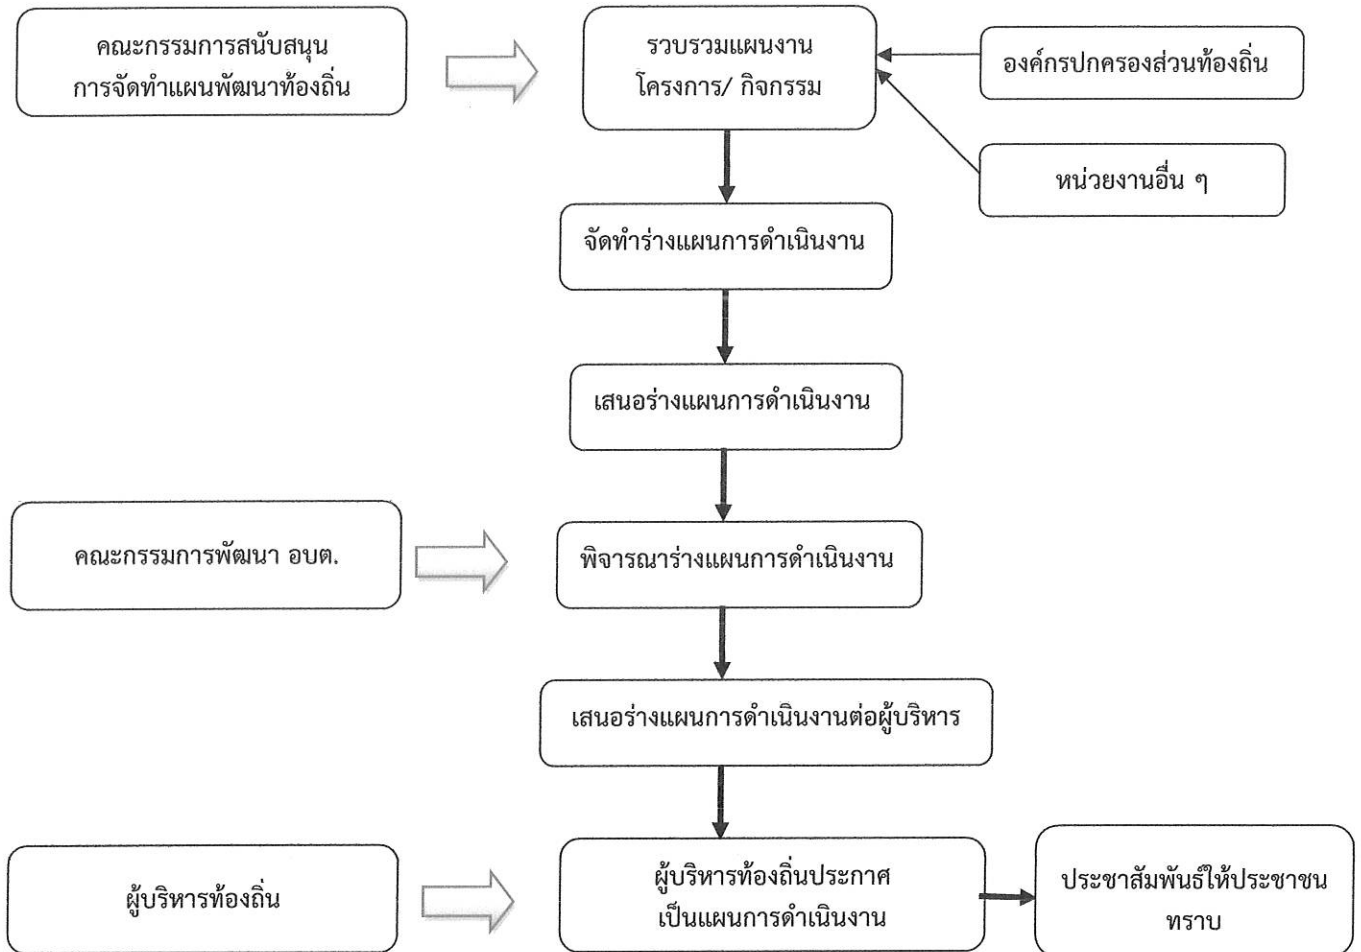 คณะกรรมการสนับสนุน
การจัดทำแผนพัฒนาท้องถิ่น
รวบรวมแผนงาน
โครงการ/ กิจกรรม
องค์กรปกครองส่วนท้องถิ่น
หน่วยงานอื่น ๆ
จัดทำร่างแผนการดำเนินงาน
เสนอร่างแผนการดำเนินงาน
คณะกรรมการพัฒนา อบต.
พิจารณาร่างแผนการดำเนินงาน
เสนอร่างแผนการดำเนินงานต่อผู้บริหาร
ผู้บริหารท้องถิ่น
ผู้บริหารท้องถิ่นประกาศ
เป็นแผนการดำเนินงาน
ประชาสัมพันธ์ให้ประชาชน
ทราบ